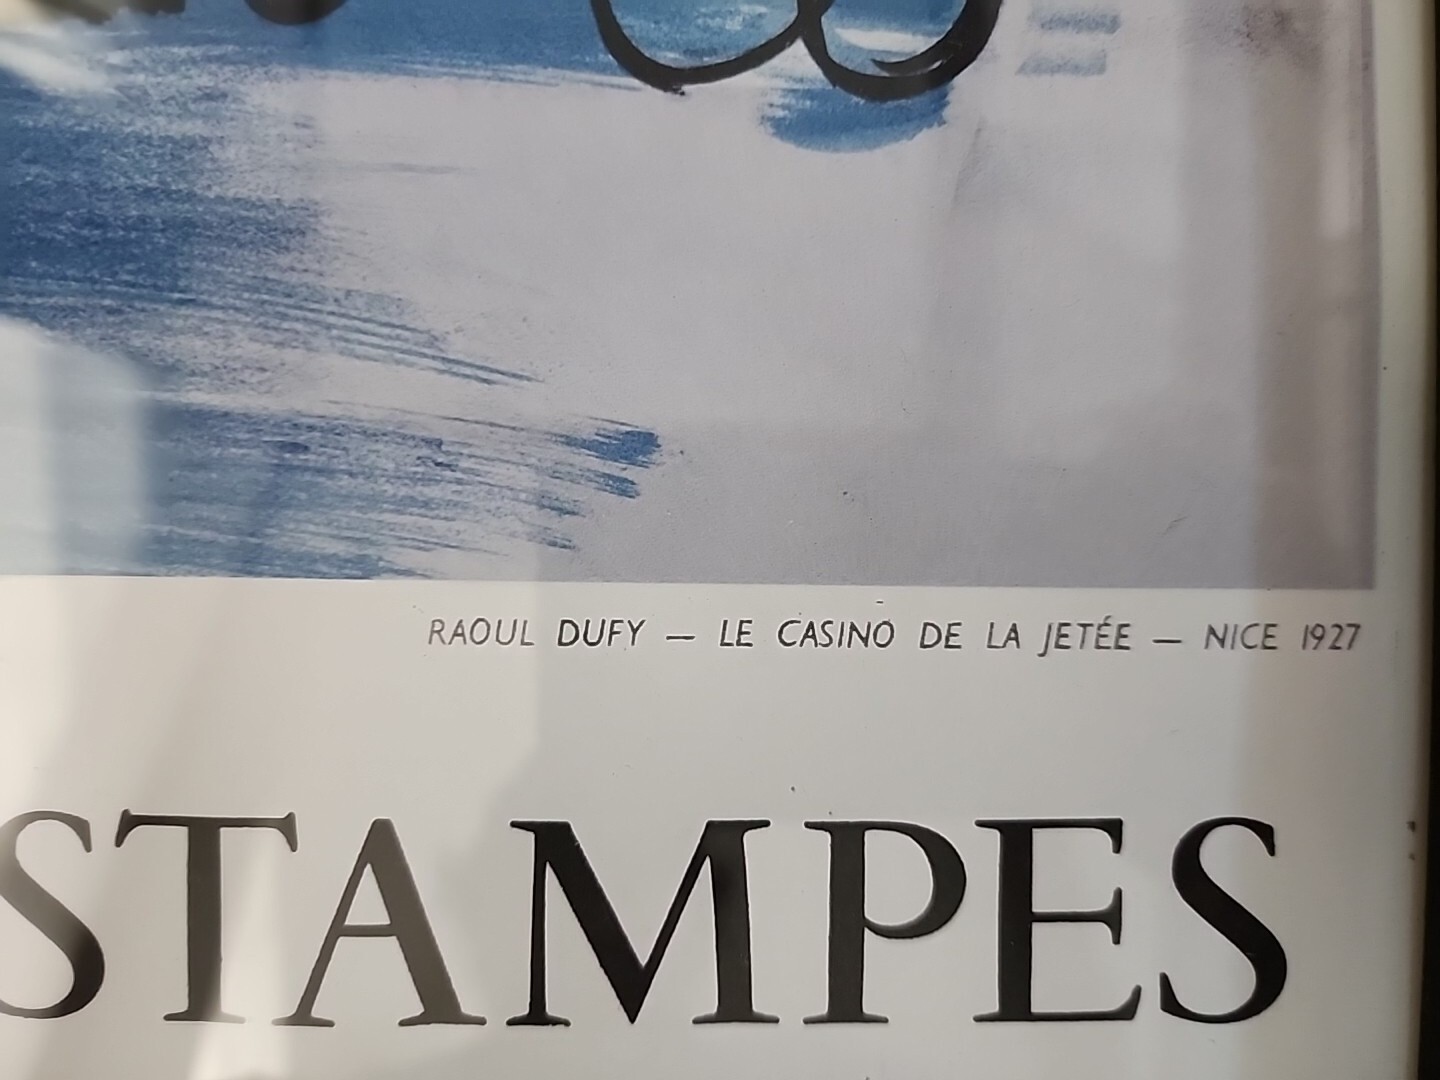 RAOUL DUFY — LE CASINO DE LA JETÉE — NICE 1927
STAMPES